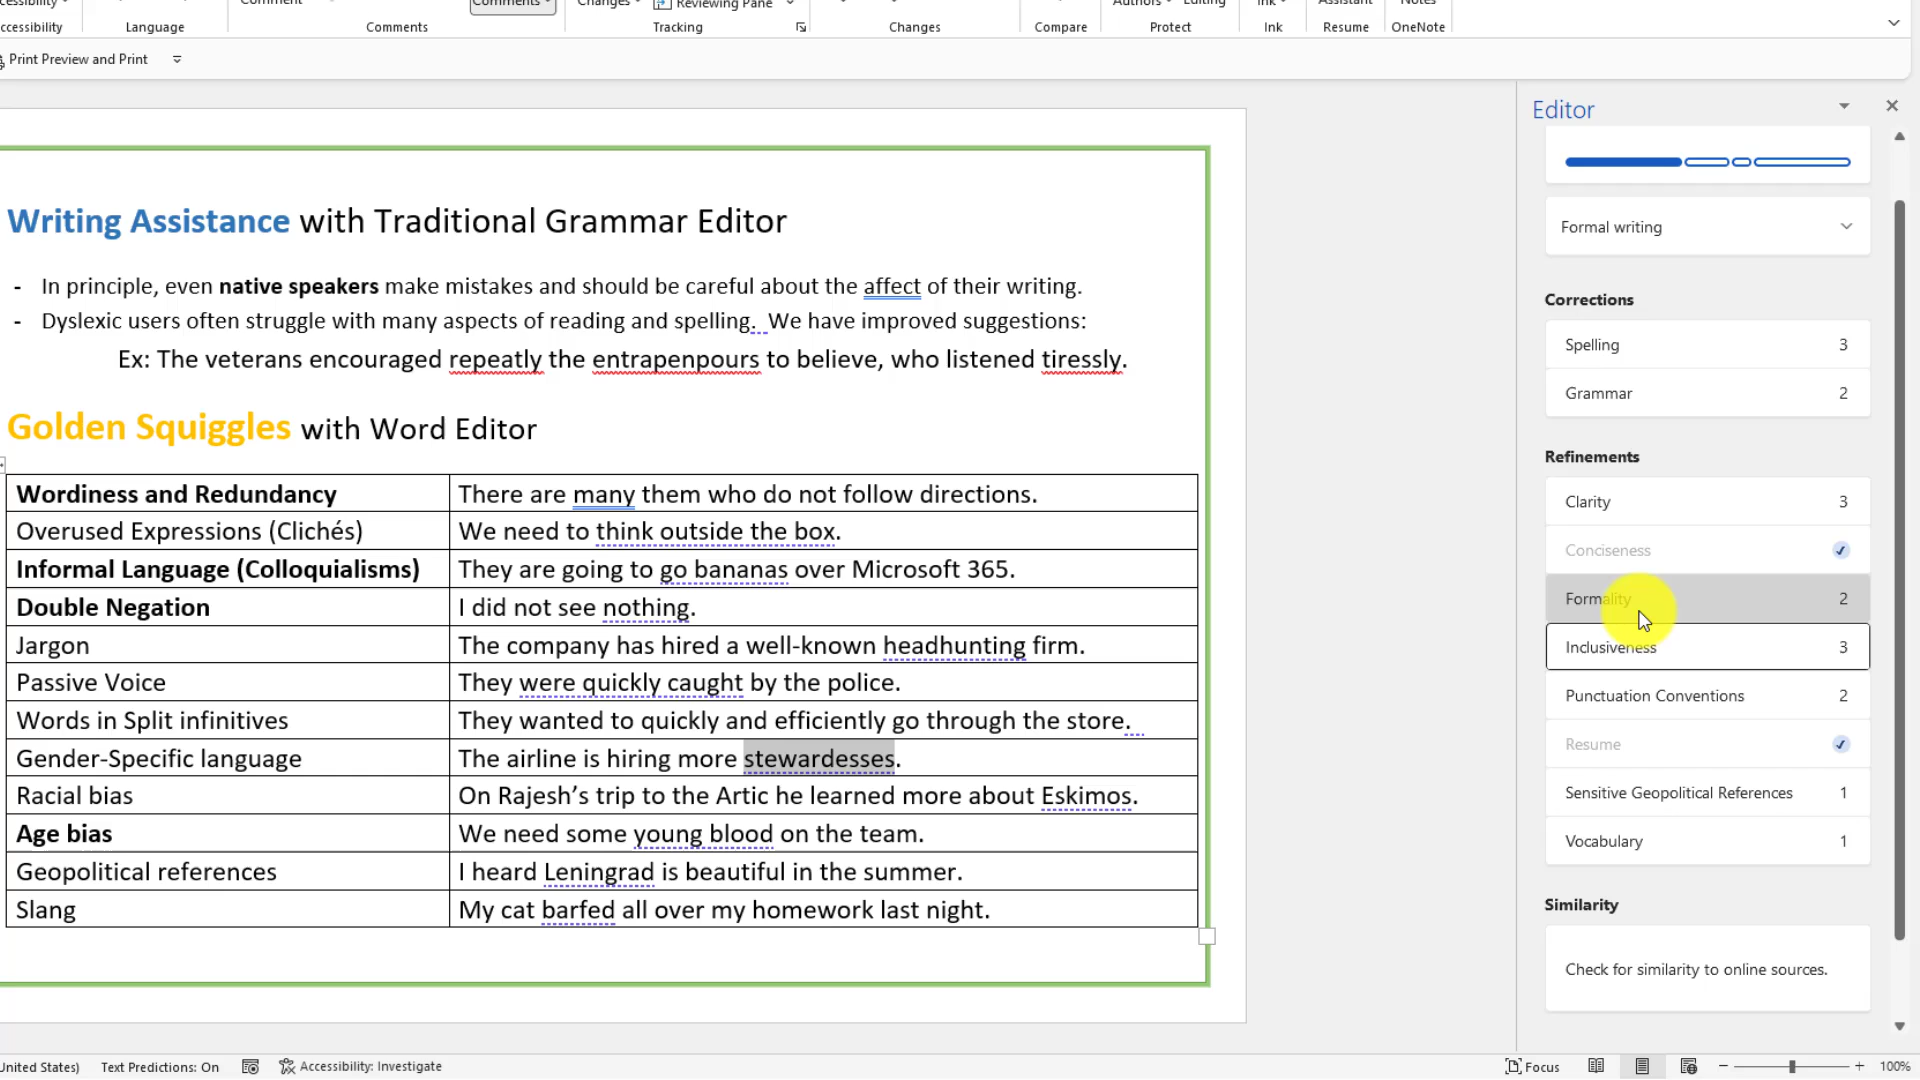 Comments
ccessibility
Language
Comments
Tracking
Changes
Compare
Protect
Ink
Resume
OneNote
Reviewing Pane
Print Preview and Print
Writing Assistance with Traditional Grammar Editor
- In principle, even native speakers make mistakes and should be careful about the affect of their writing.
- Dyslexic users often struggle with many aspects of reading and spelling.  We have improved suggestions:
Ex: The veterans encouraged repeatly the entrapenpours to believe, who listened tiressly.
Golden Squiggles with Word Editor
Wordiness and Redundancy There are many them who do not follow directions.
Overused Expressions (Clichés) We need to think outside the box.
Informal Language (Colloquialisms) They are going to go bananas over Microsoft 365.
Double Negation I did not see nothing.
Jargon The company has hired a well-known headhunting firm.
Passive Voice They were quickly caught by the police.
Words in Split infinitives They wanted to quickly and efficiently go through the store.
Gender-Specific language The airline is hiring more stewardesses.
Racial bias On Rajesh’s trip to the Artic he learned more about Eskimos.
Age bias We need some young blood on the team.
Geopolitical references I heard Leningrad is beautiful in the summer.
Slang My cat barfed all over my homework last night.
Editor
Formal writing
Corrections
Spelling 3
Grammar 2
Refinements
Clarity 3
Conciseness
Formality 2
Inclusiveness 3
Punctuation Conventions 2
Resume
Sensitive Geopolitical References 1
Vocabulary 1
Similarity
Check for similarity to online sources.
United States) Text Predictions: On Accessibility: Investigate Focus 100%